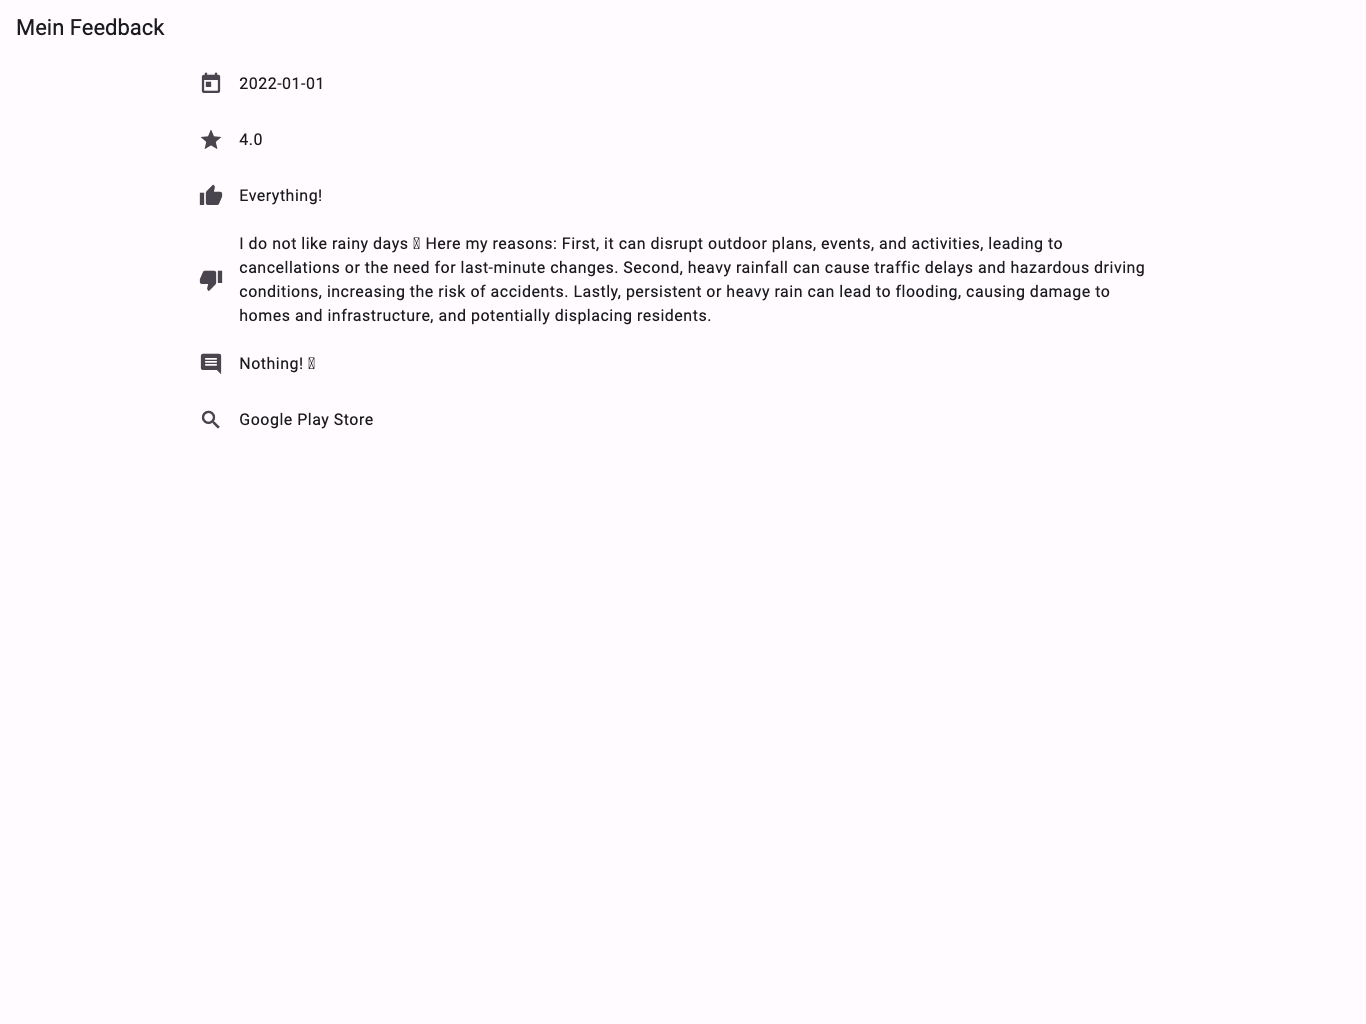 Mein Feedback
2022-01-01
4.0
Everything!
I do not like rainy days Here my reasons: First, it can disrupt outdoor plans, events, and activities, leading to
cancellations or the need for last-minute changes. Second, heavy rainfall can cause traffic delays and hazardous driving
conditions, increasing the risk of accidents. Lastly, persistent or heavy rain can lead to flooding, causing damage to
homes and infrastructure, and potentially displacing residents.
Nothing!
Google Play Store